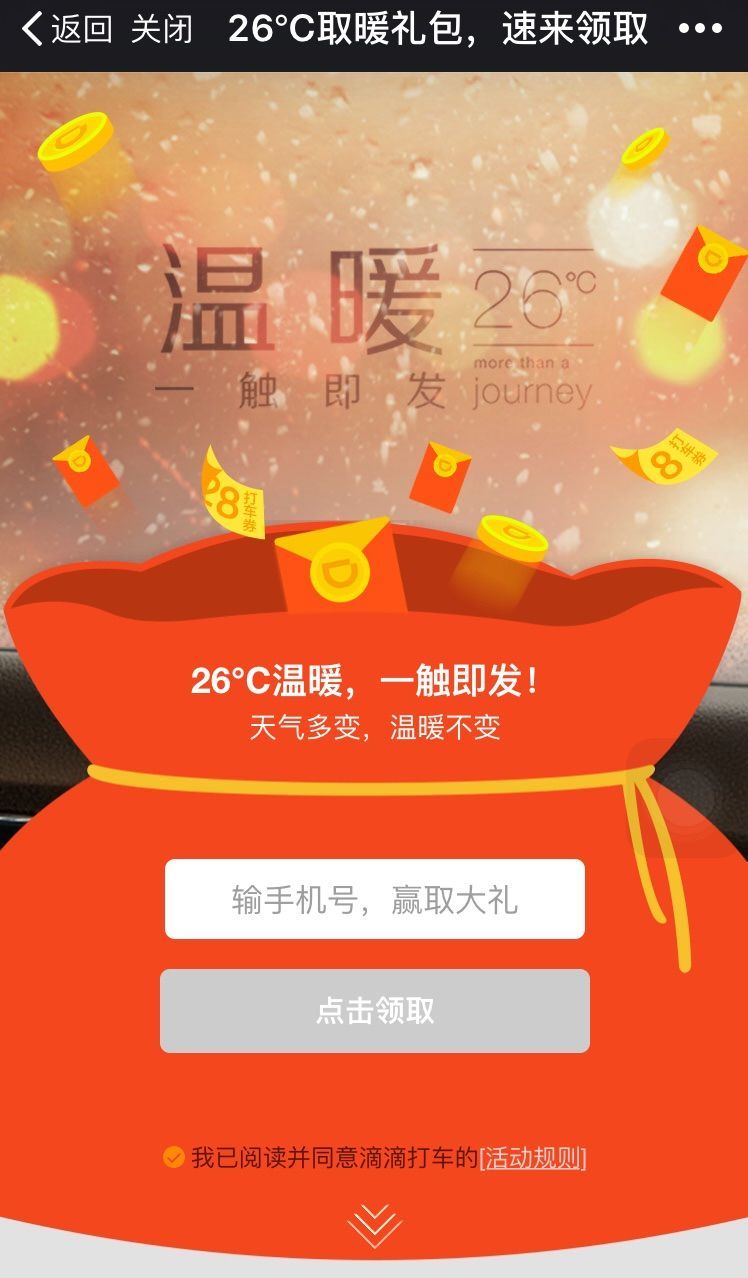 返回 关闭 26°C取暖礼包，速来领取 •••
温暖 26℃
一触即发 more than a
journey
8 打车券
28 打车券
26°C温暖，一触即发！
天气多变，温暖不变
输手机号，赢取大礼
点击领取
我已阅读并同意滴滴打车的[活动规则]